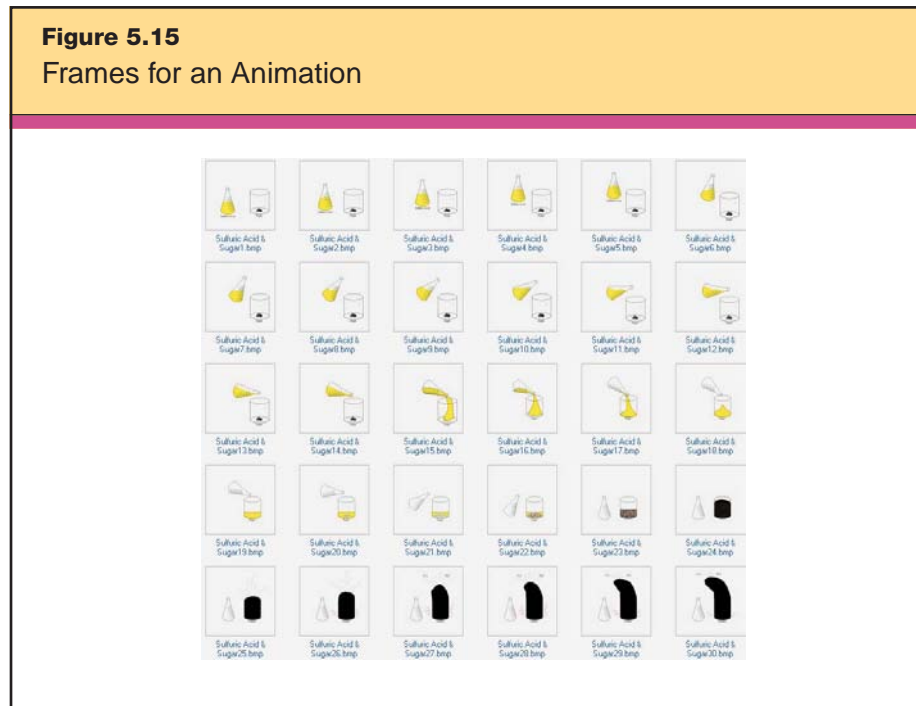 Figure 5.15
Frames for an Animation
Sulfuric Acid & Sulfuric Acid & Sulfuric Acid & Sulfuric Acid & Sulfuric Acid & Sulfuric Acid &
Sugar1.bmp Sugar2.bmp Sugar3.bmp Sugar4.bmp Sugar5.bmp Sugar6.bmp
Sulfuric Acid & Sulfuric Acid & Sulfuric Acid & Sulfuric Acid & Sulfuric Acid & Sulfuric Acid &
Sugar7.bmp Sugar8.bmp Sugar9.bmp Sugar10.bmp Sugar11.bmp Sugar12.bmp
Sulfuric Acid & Sulfuric Acid & Sulfuric Acid & Sulfuric Acid & Sulfuric Acid & Sulfuric Acid &
Sugar13.bmp Sugar14.bmp Sugar15.bmp Sugar16.bmp Sugar17.bmp Sugar18.bmp
Sulfuric Acid & Sulfuric Acid & Sulfuric Acid & Sulfuric Acid & Sulfuric Acid & Sulfuric Acid &
Sugar19.bmp Sugar20.bmp Sugar21.bmp Sugar22.bmp Sugar23.bmp Sugar24.bmp
Sulfuric Acid & Sulfuric Acid & Sulfuric Acid & Sulfuric Acid & Sulfuric Acid & Sulfuric Acid &
Sugar25.bmp Sugar26.bmp Sugar27.bmp Sugar28.bmp Sugar29.bmp Sugar30.bmp